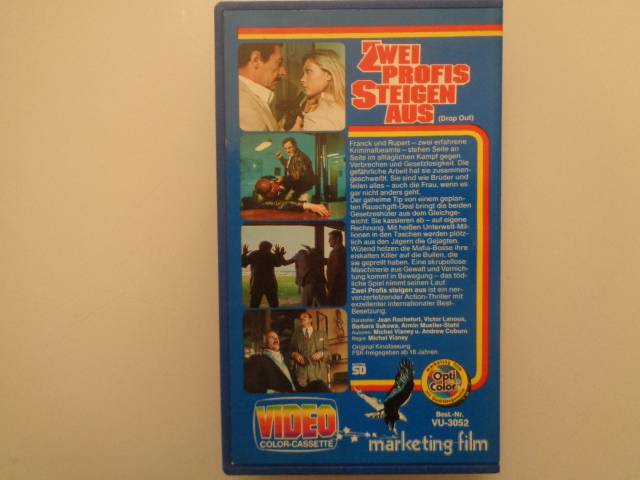 ZWEI
PROFIS
STEIGEN
AUS
(Drop Out)
Franck und Rupert – zwei erfahrene
Kriminalbeamte – stehen Seite an
Seite im alltäglichen Kampf gegen
Verbrechen und Gesetzlosigkeit. Die
gefährliche Arbeit hat sie zusammen-
geschweißt. Sie sind wie Brüder und
teilen alles – auch die Frau, wenn es
gar nicht anders geht.
Der geheime Tip von einem geplan-
ten Rauschgift-Deal bringt die beiden
Gesetzeshüter aus dem Gleichge-
wicht: Sie kassieren ab – auf eigene
Rechnung. Mit heißen Unterwelt-Mil-
lionen in den Taschen werden plötz-
lich aus den Jägern die Gejagten.
Wütend hetzen die Mafia-Bosse ihre
eiskalten Killer auf die Bullen, die
sie geprellt haben. Eine skrupellose
Maschinerie aus Gewalt und Vernich-
tung kommt in Bewegung – das töd-
liche Spiel nimmt seinen Lauf.
Zwei Profis steigen aus ist ein ner-
venzerfetzender Action-Thriller mit
exzellenter internationaler Best-
Besetzung.
Darsteller: Jean Rochefort, Victor Lanoux,
Barbara Sukowa, Armin Mueller-Stahl
Autoren: Michel Vianey u. Andrew Coburn
Regie: Michel Vianey
Original Kinofassung
FSK-freigegeben ab 16 Jahren.
SD
Opti
Color
Best.-Nr.
VU-3052
VIDEO
COLOR-CASSETTE
marketing film